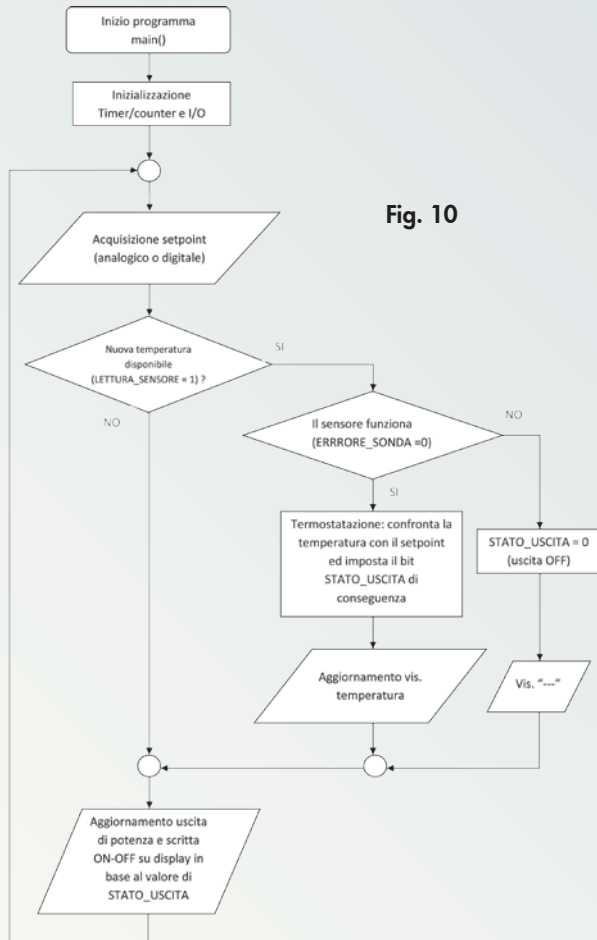 Inizio programma
main()
Inizializzazione
Timer/counter e I/O
Fig. 10
Acquisizione setpoint
(analogico o digitale)
Nuova temperatura
disponibile
(LETTURA_SENSORE = 1) ?
SI
NO
Il sensore funziona
(ERRRORE_SONDA =0)
NO
SI
Termostatazione: confronta la
temperatura con il setpoint
ed imposta il bit
STATO_USCITA di
conseguenza
STATO_USCITA = 0
(uscita OFF)
Aggiornamento vis.
temperatura
Vis. "---"
Aggiornamento uscita
di potenza e scritta
ON-OFF su display in
base al valore di
STATO_USCITA